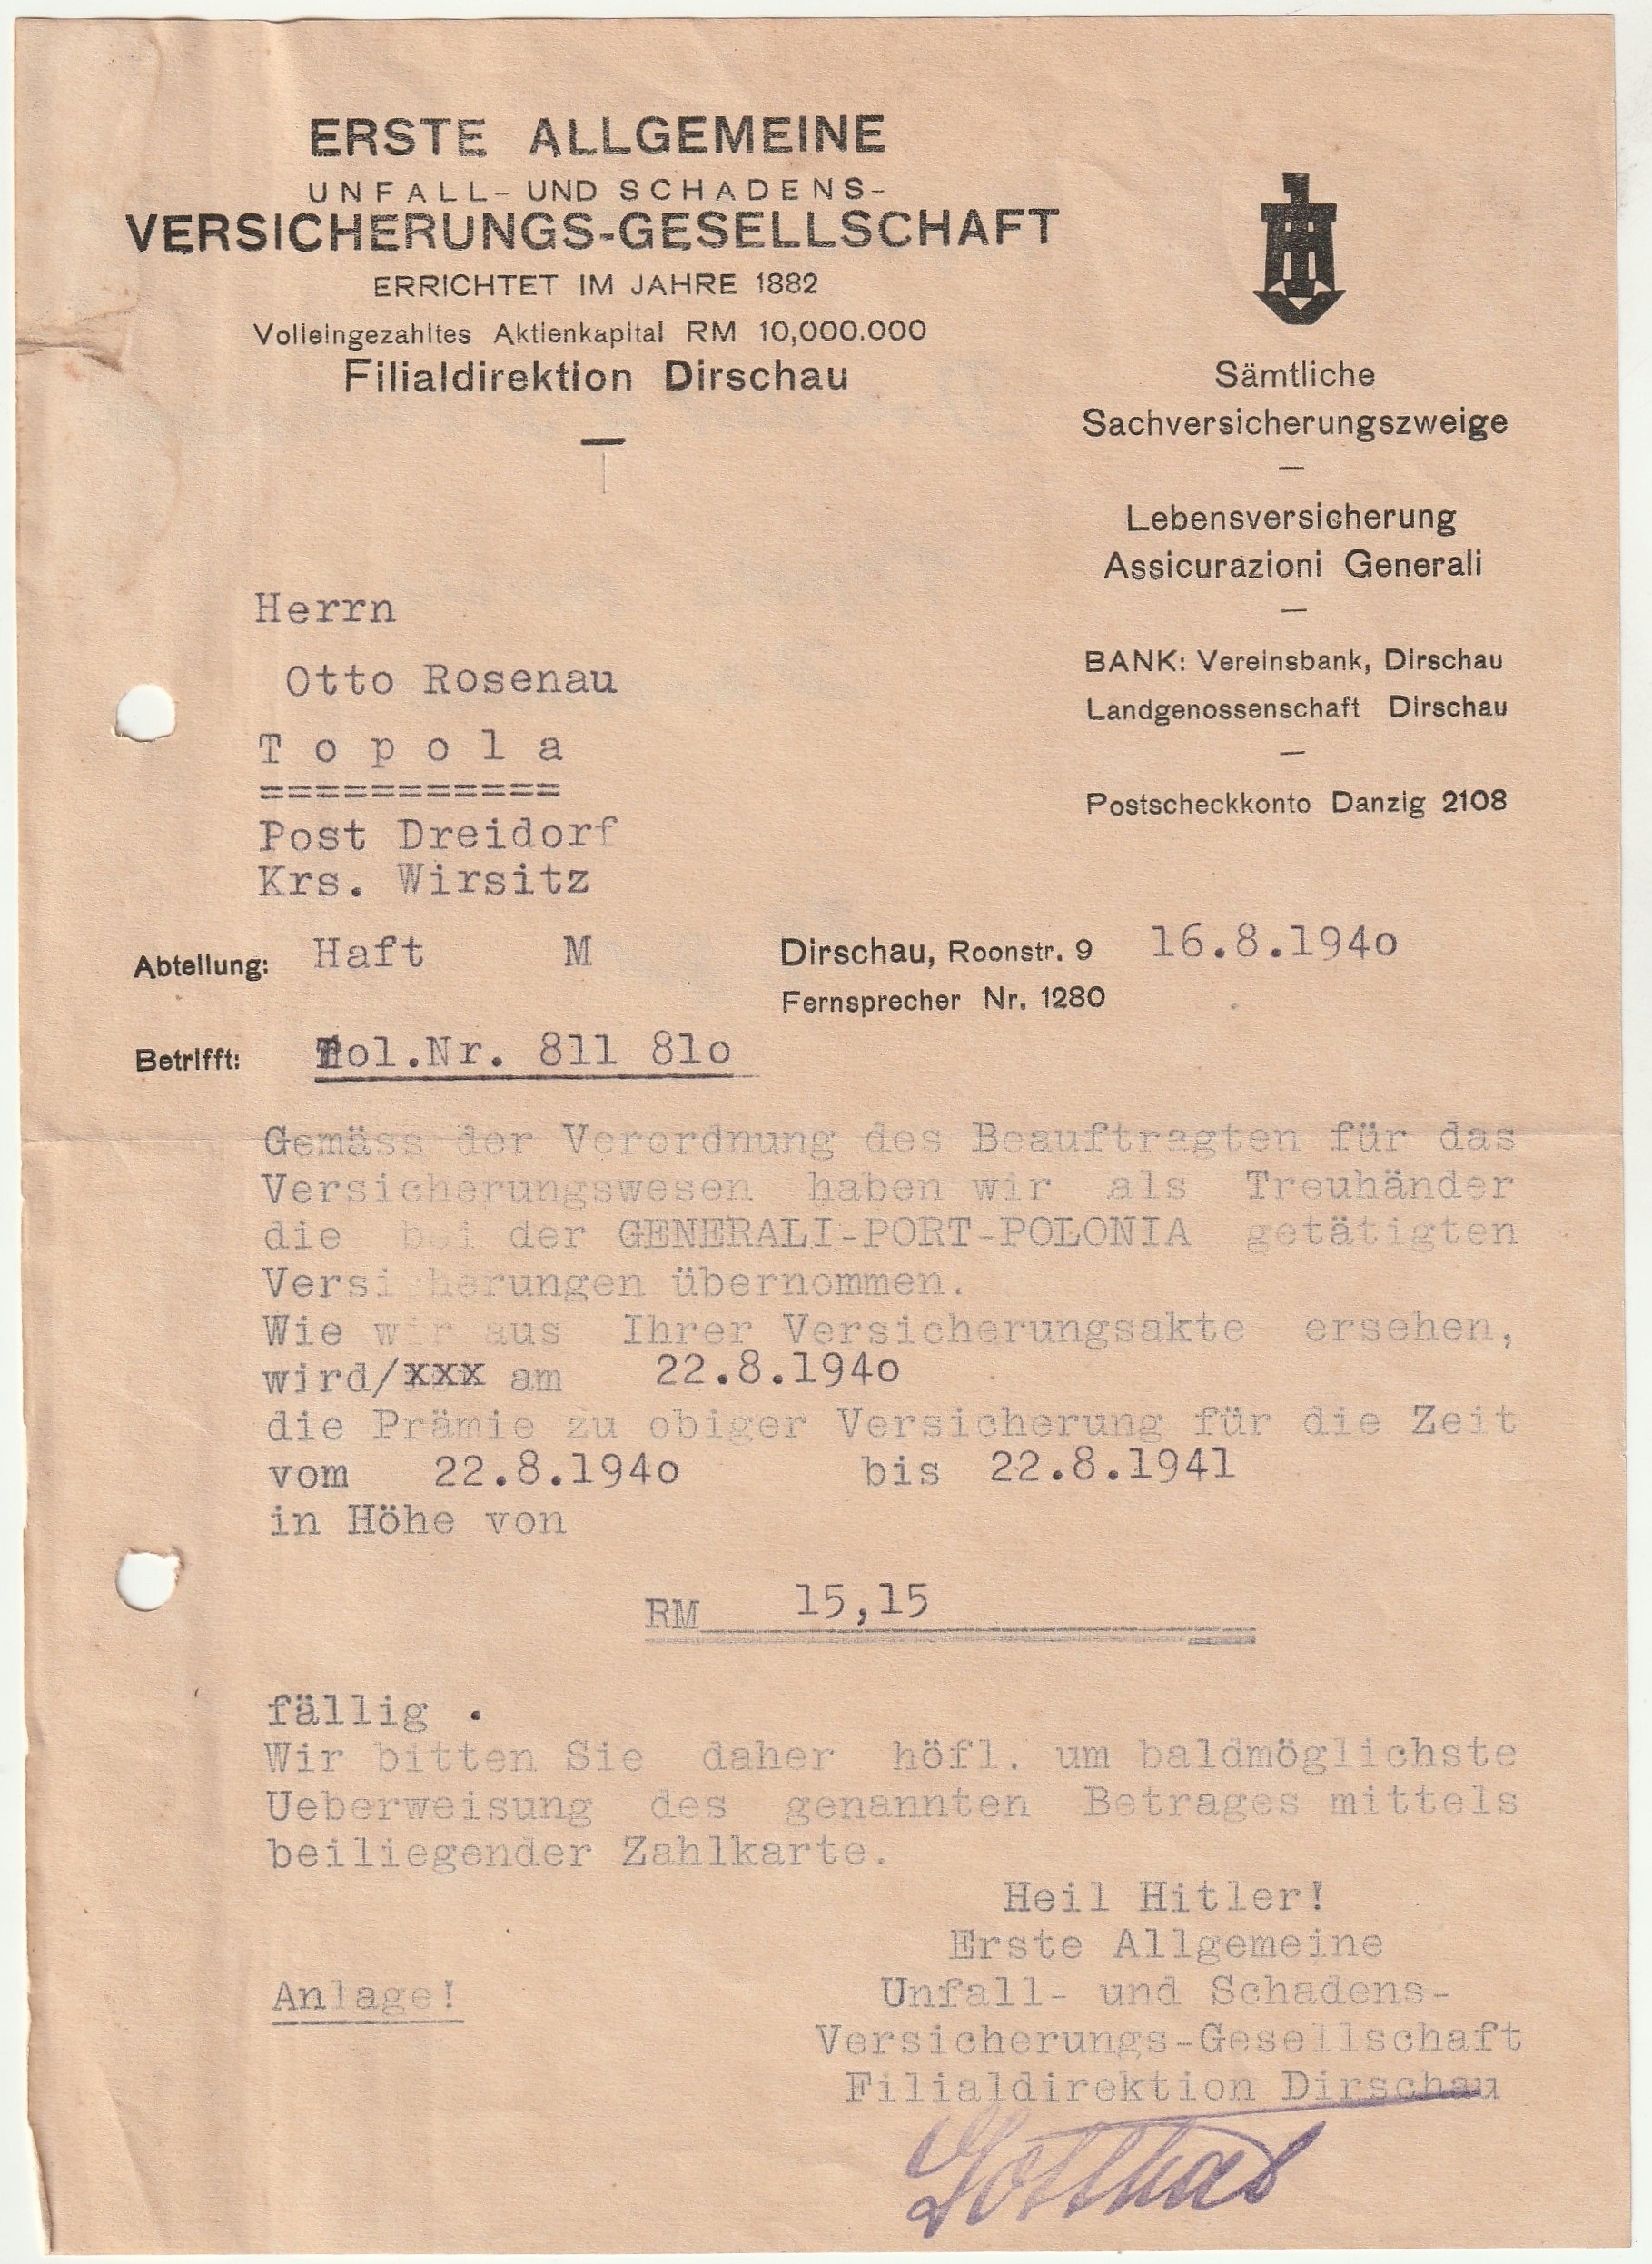 ERSTE ALLGEMEINE
UNFALL- UND SCHADENS-
VERSICHERUNGS-GESELLSCHAFT
ERRICHTET IM JAHRE 1882
Volleingezahltes Aktienkapital RM 10,000.000
Filialdirektion Dirschau
Sämtliche
Sachversicherungszweige
Lebensversicherung
Assicurazioni Generali
BANK: Vereinsbank, Dirschau
Landgenossenschaft Dirschau
Postscheckkonto Danzig 2108
Herrn
Otto Rosenau
T o p o l a
===========
Post Dreidorf
Krs. Wirsitz
Abteilung: Haft M
Dirschau, Roonstr. 9 16.8.194o
Fernsprecher Nr. 1280
Betrifft: Pol.Nr. 811 81o
Gemäss der Verordnung des Beauftragten für das
Versicherungswesen haben wir als Treuhänder
die bei der GENERALI-PORT-POLONIA getätigten
Versicherungen übernommen.
Wie wir aus Ihrer Versicherungsakte ersehen,
wird/xxx am 22.8.194o
die Prämie zu obiger Versicherung für die Zeit
vom 22.8.194o bis 22.8.1941
in Höhe von
RM 15,15
fällig .
Wir bitten Sie daher höfl. um baldmöglichste
Ueberweisung des genannten Betrages mittels
beiliegender Zahlkarte.
Heil Hitler!
Erste Allgemeine
Unfall- und Schadens-
Versicherungs-Gesellschaft
Filialdirektion Dirschau
Anlage!